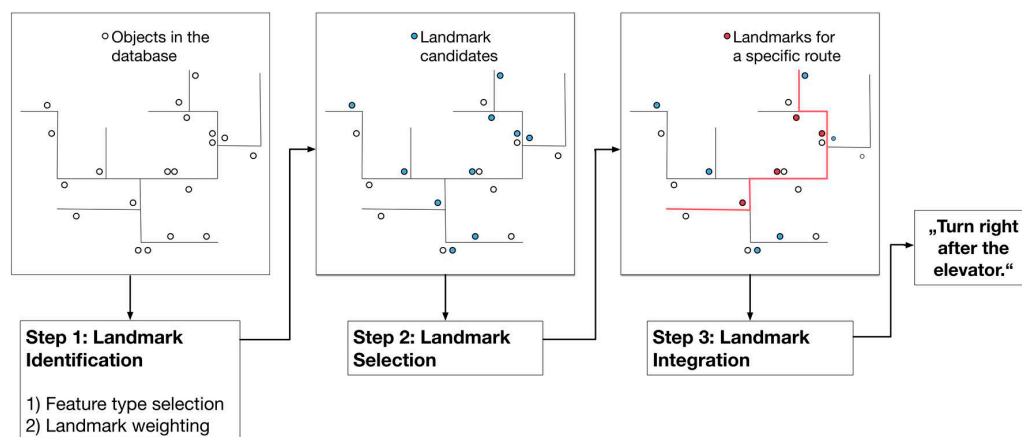 Objects in the
database
Landmark
candidates
Landmarks for
a specific route
„Turn right
after the
elevator.“
Step 1: Landmark
Identification
1) Feature type selection
2) Landmark weighting
Step 2: Landmark
Selection
Step 3: Landmark
Integration